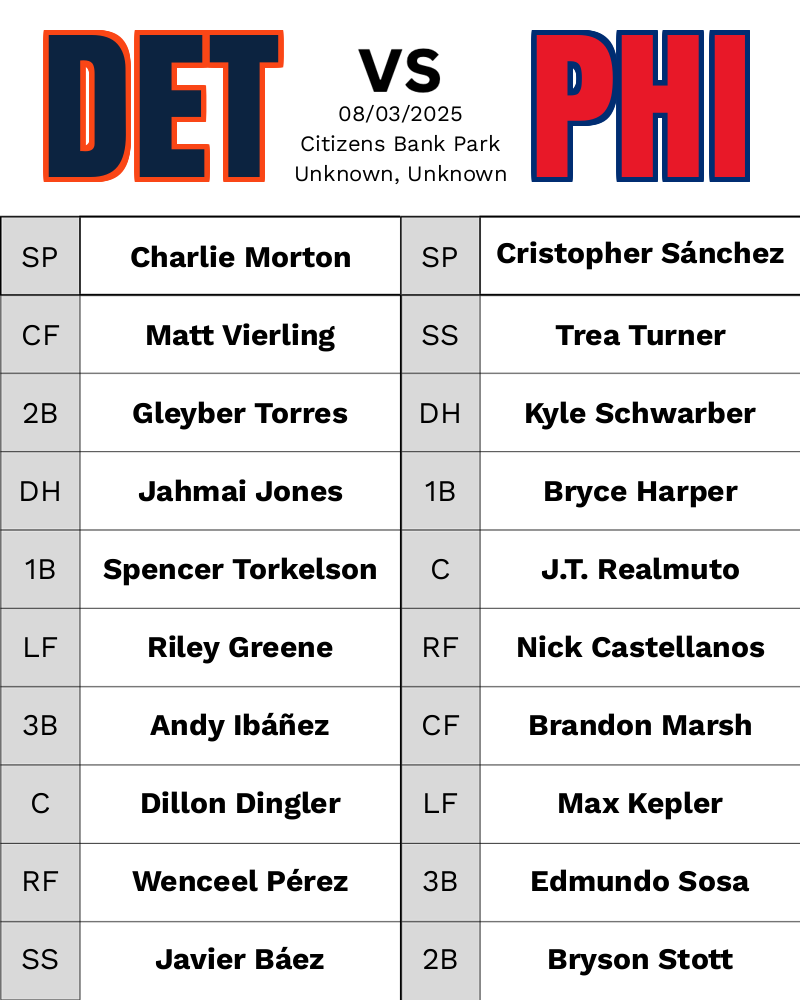 DET VS PHI
08/03/2025
Citizens Bank Park
Unknown, Unknown
SP Charlie Morton SP Cristopher Sánchez
CF Matt Vierling SS Trea Turner
2B Gleyber Torres DH Kyle Schwarber
DH Jahmai Jones 1B Bryce Harper
1B Spencer Torkelson C J.T. Realmuto
LF Riley Greene RF Nick Castellanos
3B Andy Ibáñez CF Brandon Marsh
C Dillon Dingler LF Max Kepler
RF Wenceel Pérez 3B Edmundo Sosa
SS Javier Báez 2B Bryson Stott